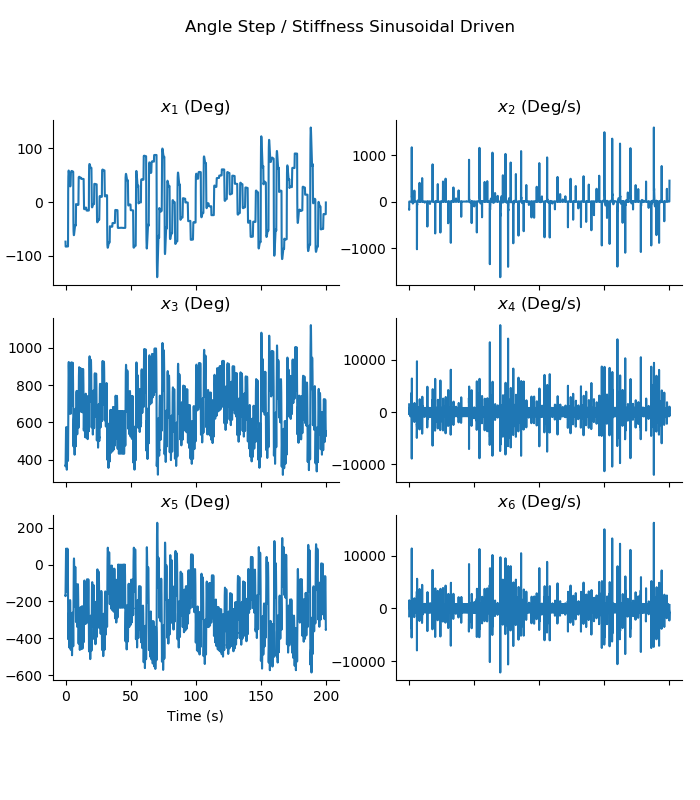 Angle Step / Stiffness Sinusoidal Driven
x₁ (Deg)
x₂ (Deg/s)
100
0
−100
1000
0
−1000
x₃ (Deg)
x₄ (Deg/s)
1000
800
600
400
10000
0
−10000
x₅ (Deg)
x₆ (Deg/s)
200
0
−200
−400
−600
10000
0
−10000
0 50 100 150 200
Time (s)